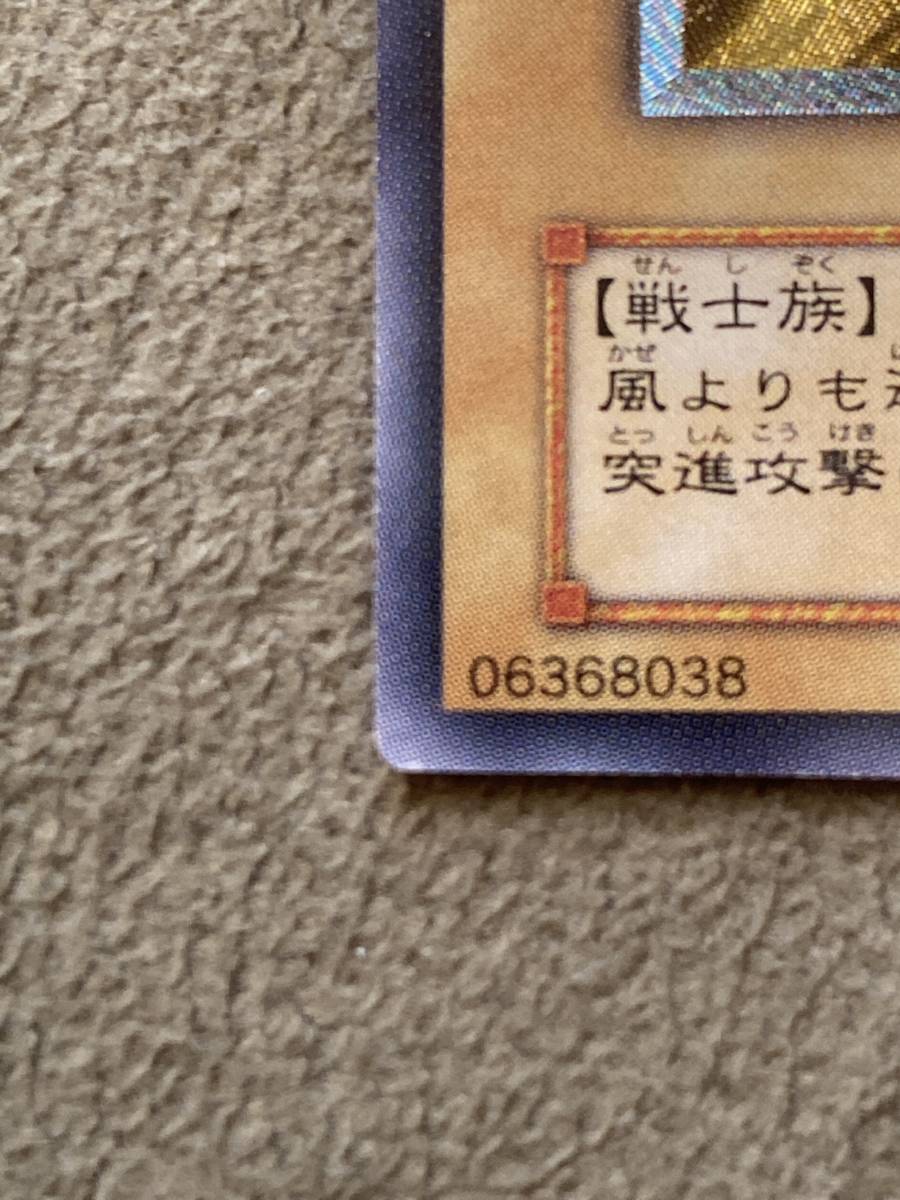 せん し ぞく
【戦士族】
かぜ
風よりも
とっ しん こう げき
突進攻撃
06368038